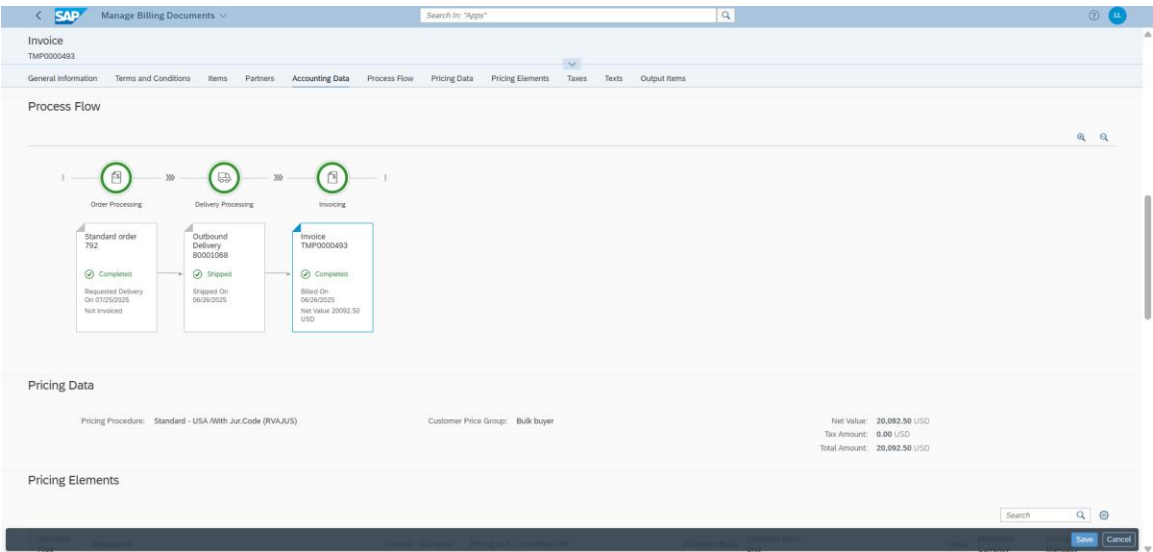 SAP Manage Billing Documents Search In: "Apps" LL
Invoice
TMP0000493
General Information Terms and Conditions Items Partners Accounting Data Process Flow Pricing Data Pricing Elements Taxes Texts Output Items
Process Flow
Order Processing Delivery Processing Invoicing
Standard order
792
Completed
Requested Delivery
On 07/25/2025
Not Invoiced
Outbound
Delivery
80001068
Shipped
Shipped On
06/26/2025
Invoice
TMP0000493
Completed
Billed On
06/26/2025
Net Value 20092.50
USD
Pricing Data
Pricing Procedure: Standard - USA /With Jur.Code (RVAJUS) Customer Price Group: Bulk buyer Net Value: 20,092.50 USD
Tax Amount: 0.00 USD
Total Amount: 20,092.50 USD
Pricing Elements
Search
Save Cancel